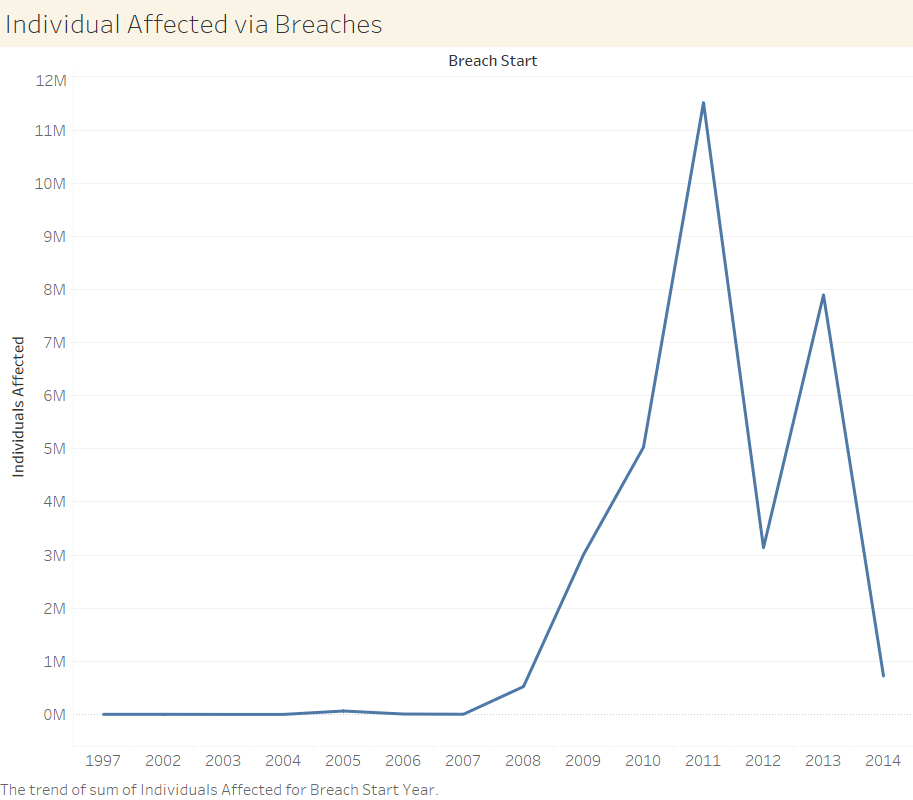 Individual Affected via Breaches
Breach Start
12M
11M
10M
9M
8M
7M
6M
5M
4M
3M
2M
1M
0M
Individuals Affected
1997 2002 2003 2004 2005 2006 2007 2008 2009 2010 2011 2012 2013 2014
The trend of sum of Individuals Affected for Breach Start Year.